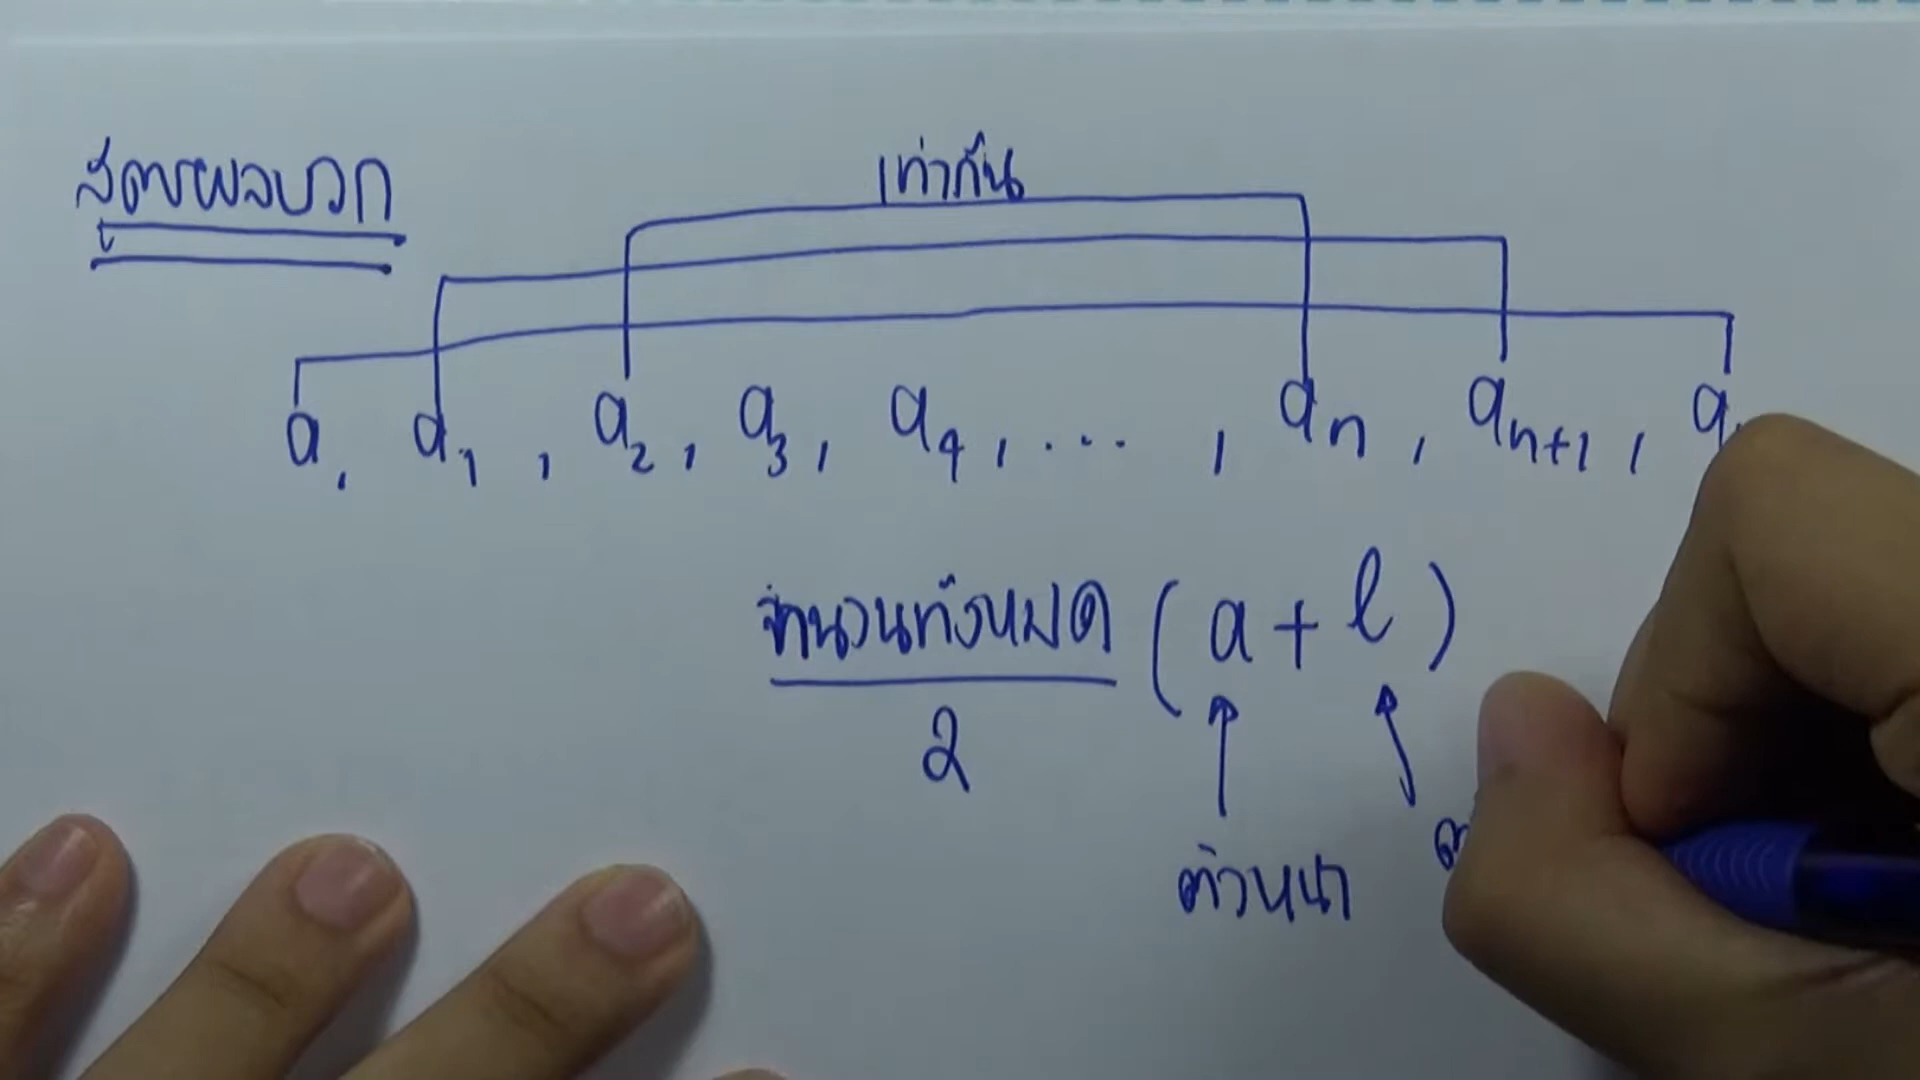 สูตรผลบวก
เท่ากัน
a, a₁, a₂, a₃, a₄, ..., aₙ, aₙ₊₁, a
จำนวนทั้งหมด (a + l)
2
ตัวหน้า